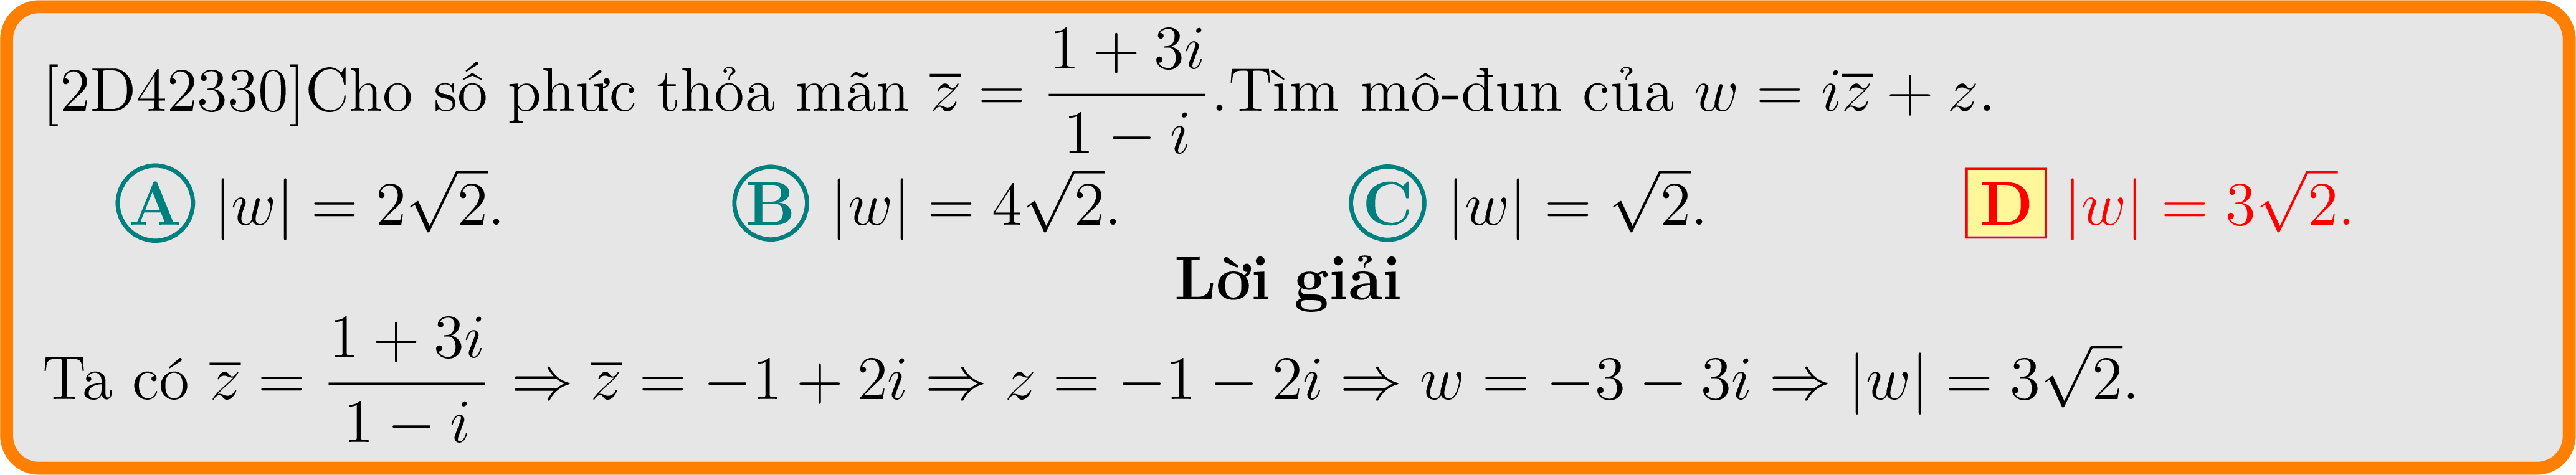 [2D42330]Cho số phức thỏa mãn $\overline{z} = \dfrac{1+3i}{1-i}$.Tìm mô-đun của $w = i\overline{z} + z$.
A $|w| = 2\sqrt{2}$. B $|w| = 4\sqrt{2}$. C $|w| = \sqrt{2}$. D $|w| = 3\sqrt{2}$.
Lời giải
Ta có $\overline{z} = \dfrac{1+3i}{1-i} \Rightarrow \overline{z} = -1 + 2i \Rightarrow z = -1 - 2i \Rightarrow w = -3 - 3i \Rightarrow |w| = 3\sqrt{2}$.